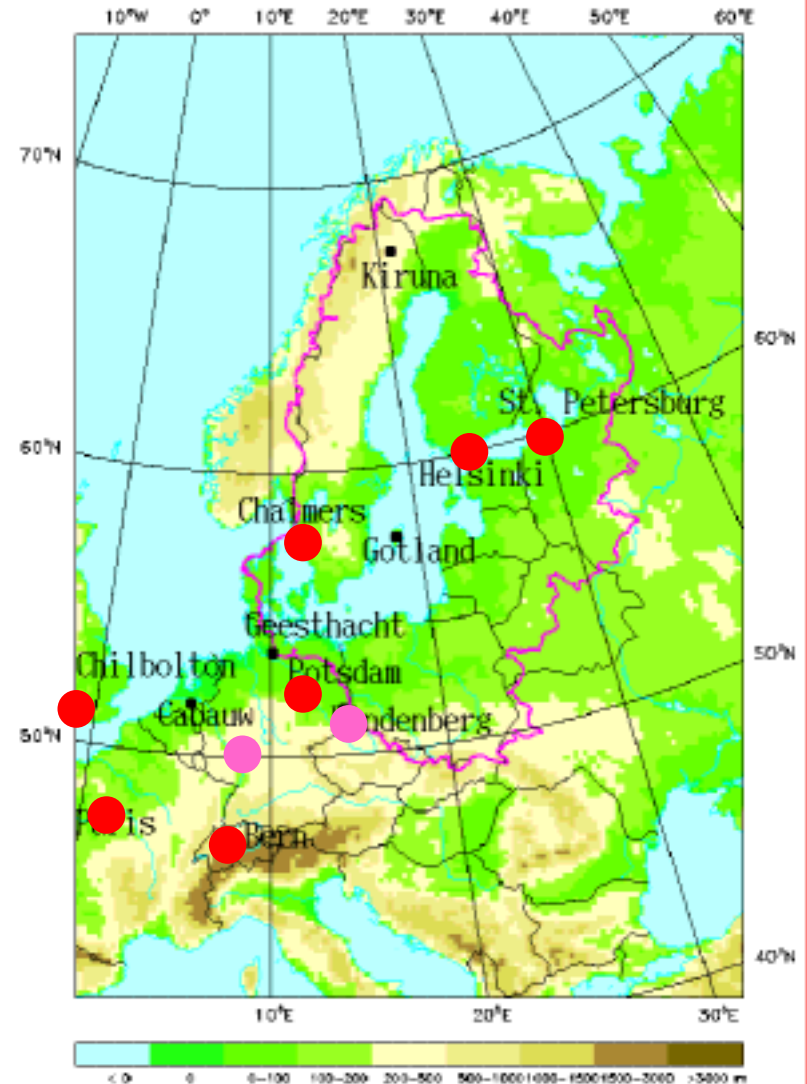 10°W 0° 10°E 20°E 30°E 40°E 50°E 60°E
70°N
Kiruna
60°N
St. Petersburg
60°N
Helsinki
Chalmers
Gotland
Geesthacht
50°N
Chilbolton
Potsdam
Cabauw
50°N
Bern
40°N
10°E 20°E 30°E
< 0 0 0-100 100-200 200-500 500-1000 1000-1500 1500-3000 >3000 m